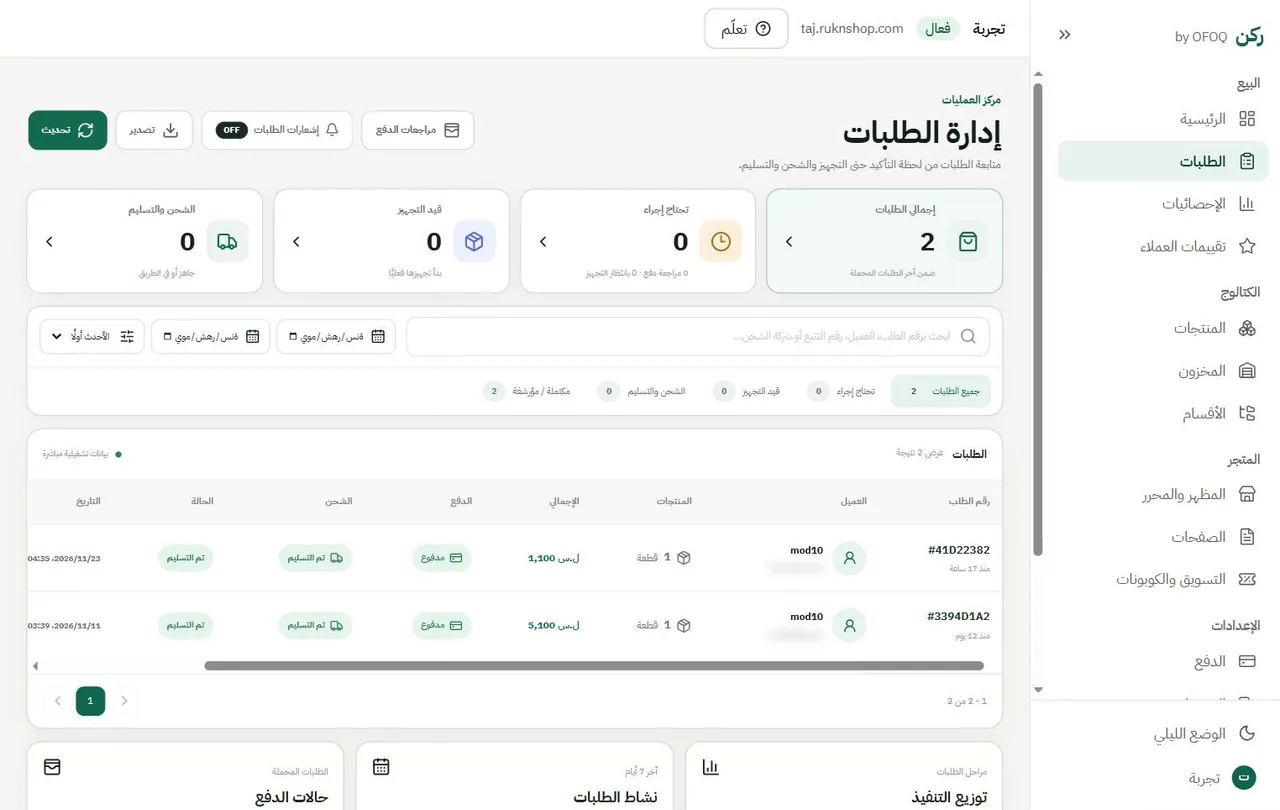 ركن by OFOQ
البيع
الرئيسية
الطلبات
الإحصائيات
تقييمات العملاء
الكتالوج
المنتجات
المخزون
الأقسام
المتجر
المظهر والمحرر
الصفحات
التسويق والكوبونات
الإعدادات
الدفع
الوضع الليلي
ت تجربة
تجربة فعال taj.ruknshop.com تعلّم
مركز العمليات
إدارة الطلبات
متابعة الطلبات من لحظة التأكيد حتى التجهيز والشحن والتسليم.
مراجعات الدفع إشعارات الطلبات OFF تصدير تحديث
إجمالي الطلبات
2
ضمن آخر الطلبات المحملة
تحتاج إجراء
0
0 مراجعة دفع · 0 بانتظار التجهيز
قيد التجهيز
0
بدأ تجهيزها فعليًا
الشحن والتسليم
0
جاهز أو في الطريق
ابحث برقم الطلب، العميل، رقم التتبع أو شركة الشحن...
ةنس/رهش/موي ةنس/رهش/موي الأحدث أولًا
جميع الطلبات 2 تحتاج إجراء 0 قيد التجهيز 0 الشحن والتسليم 0 مكتملة / مؤرشفة 2
الطلبات عرض 2 نتيجة بيانات تشغيلية مباشرة
رقم الطلب العميل المنتجات الإجمالي الدفع الشحن الحالة التاريخ
#41D22382 mod10 1 قطعة 1,100 ل.س مدفوع تم التسليم تم التسليم 2026/11/23، 04:35
منذ 17 ساعة
#3394D1A2 mod10 1 قطعة 5,100 ل.س مدفوع تم التسليم تم التسليم 2026/11/11، 03:39
منذ 12 يوم
1 - 2 من 2 1
مراحل الطلبات
توزيع التنفيذ
آخر 7 أيام
نشاط الطلبات
الطلبات المحملة
حالات الدفع